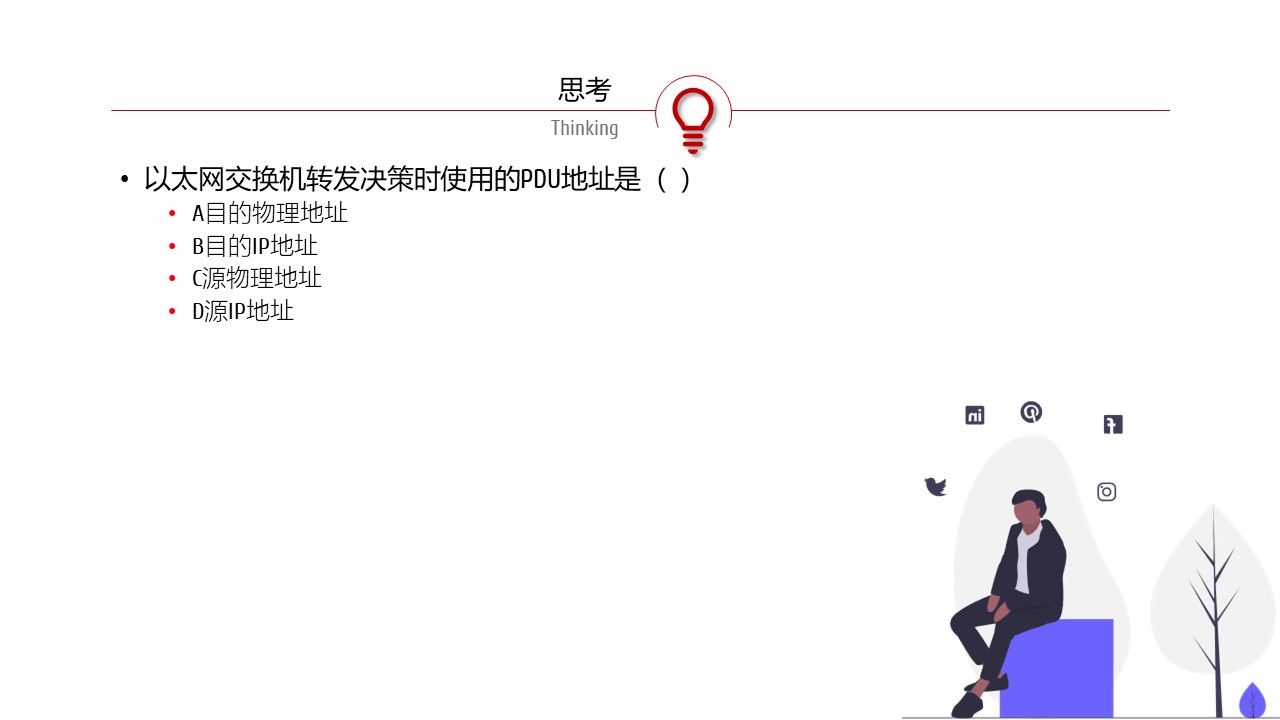 思考
Thinking
• 以太网交换机转发决策时使用的PDU地址是（ ）
• A目的物理地址
• B目的IP地址
• C源物理地址
• D源IP地址